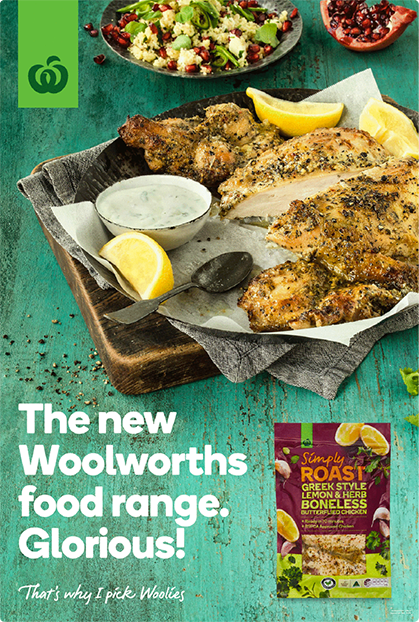 The new
Woolworths
food range.
Glorious!
That's why I pick Woolies
Simply
ROAST
GREEK STYLE
LEMON & HERB
BONELESS
BUTTERFLIED CHICKEN